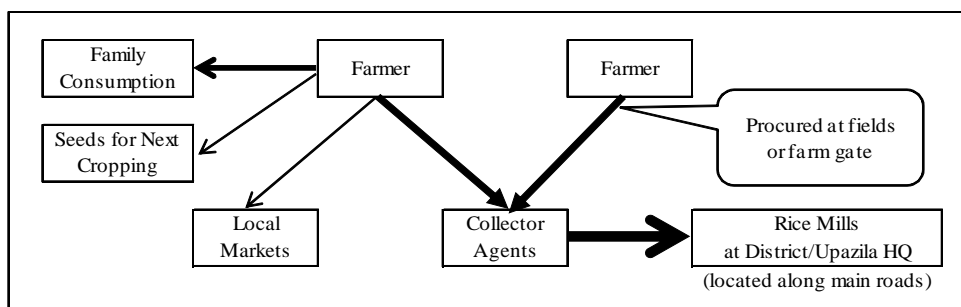 Family
Consumption
Farmer
Farmer
Seeds for Next
Cropping
Procured at fields
or farm gate
Local
Markets
Collector
Agents
Rice Mills
at District/Upazila HQ
(located along main roads)